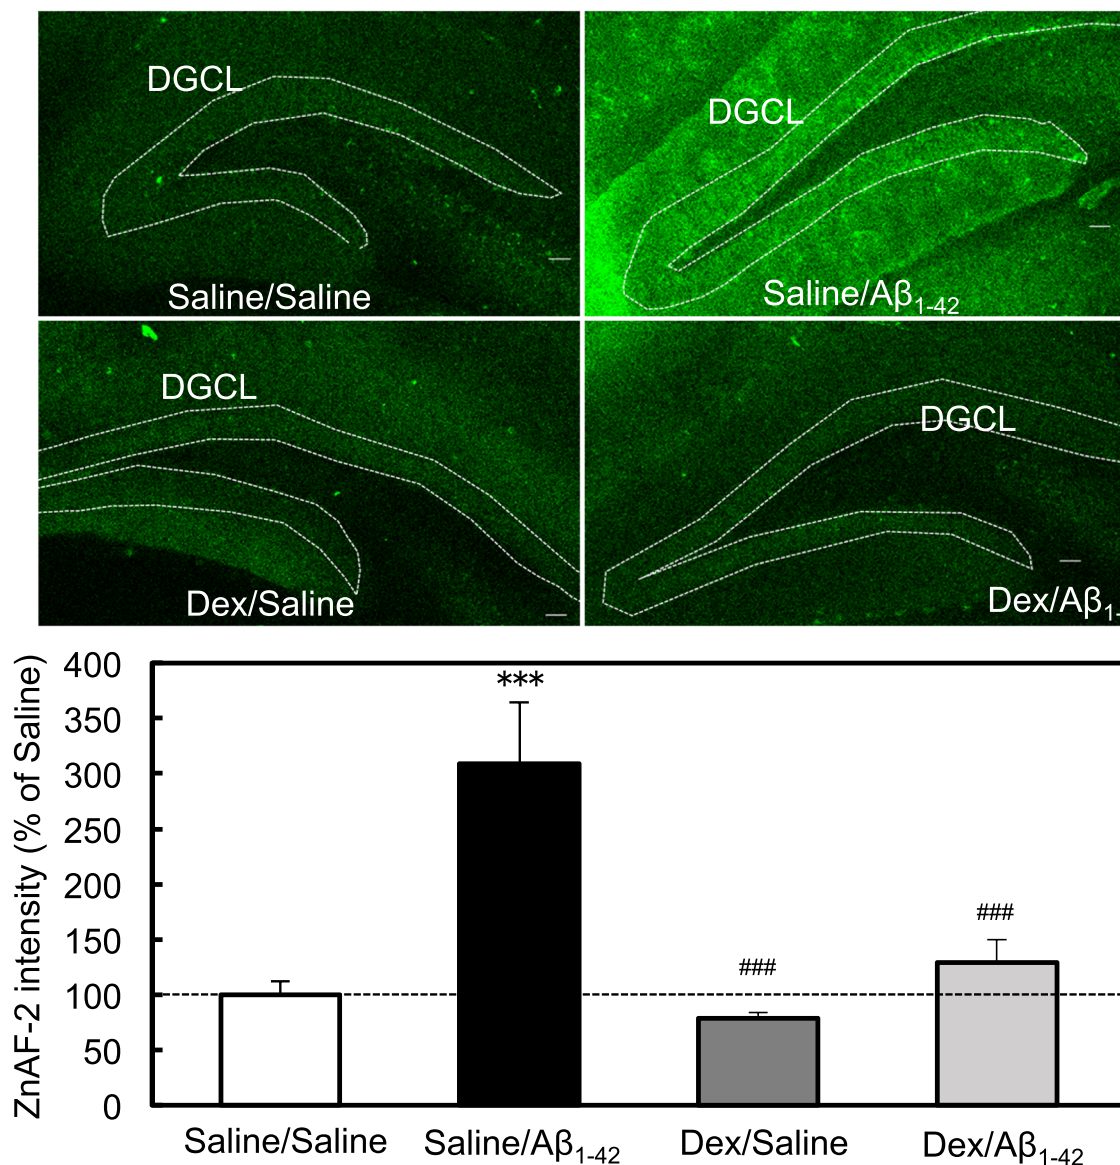 DGCL
Saline/Saline
DGCL
Saline/Aβ1-42
DGCL
Dex/Saline
DGCL
Dex/Aβ1-
ZnAF-2 intensity (% of Saline)
400
350
300
250
200
150
100
50
0
***
###
###
Saline/Saline
Saline/Aβ1-42
Dex/Saline
Dex/Aβ1-42